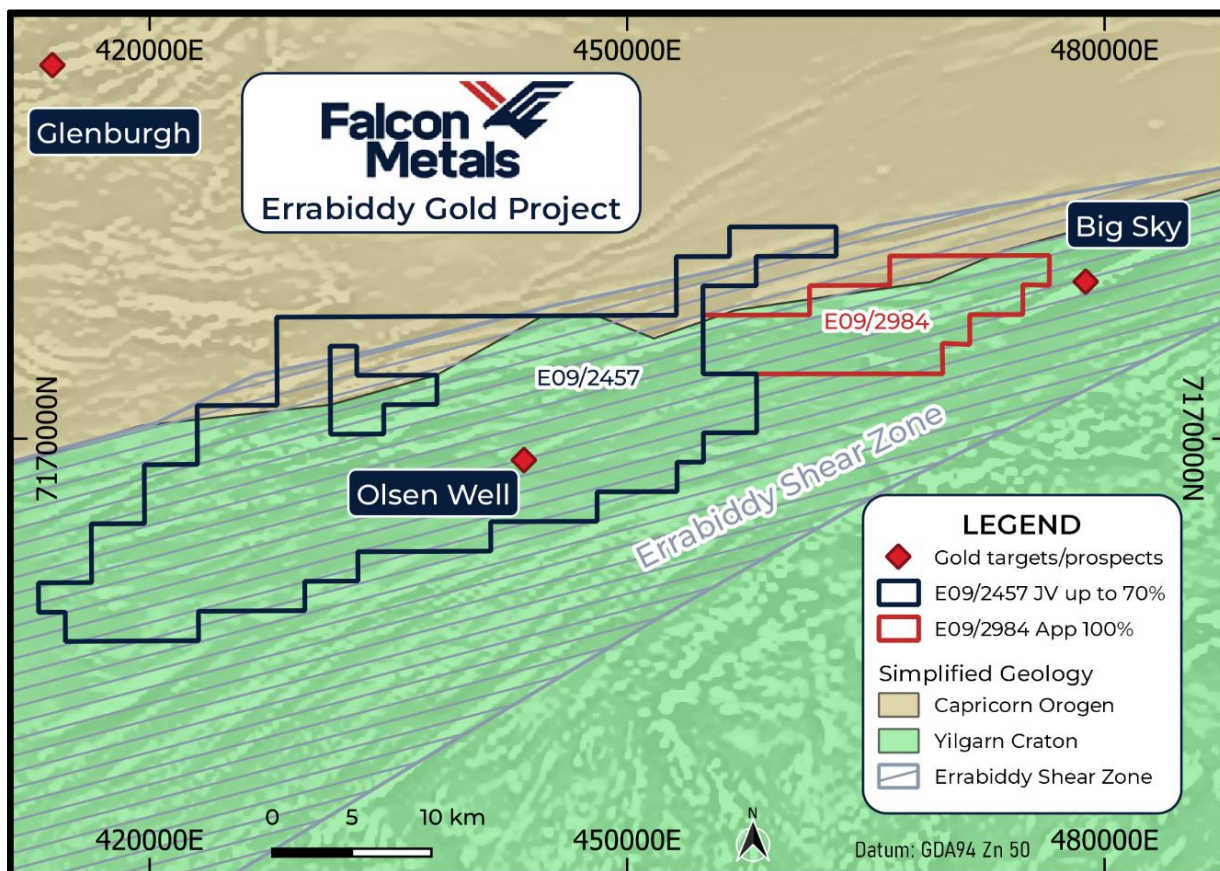 420000E
450000E
480000E
Glenburgh
Falcon
Metals
Errabiddy Gold Project
Big Sky
E09/2984
E09/2457
7170000N
7170000N
Olsen Well
Errabiddy Shear Zone
LEGEND
Gold targets/prospects
E09/2457 JV up to 70%
E09/2984 App 100%
Simplified Geology
Capricorn Orogen
Yilgarn Craton
Errabiddy Shear Zone
0 5 10 km
N
420000E
450000E
480000E
Datum: GDA94 Zn 50